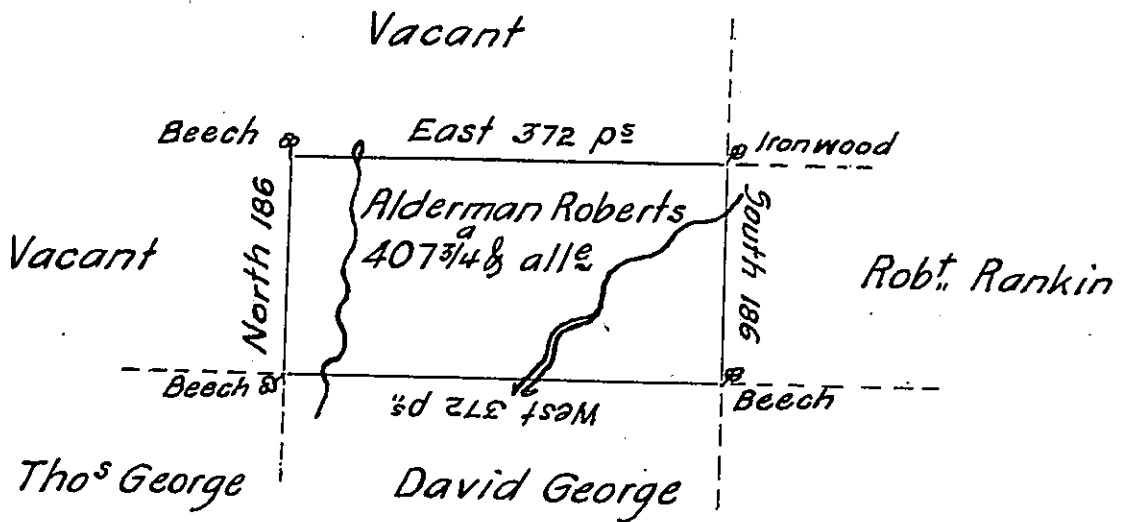 Vacant
Beech
East 372 pˢ
Ironwood
Alderman Roberts
407¾ᵃ & allᵉ
North 186
South 186
Vacant
Robᵗ Rankin
Beech
West 372 pˢ
Beech
Thoˢ George
David George